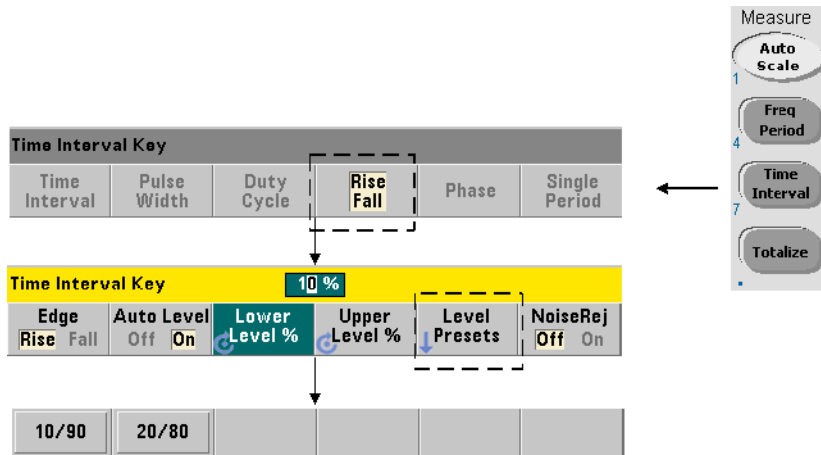 Measure
Auto
Scale
1
Freq
Period
4
Time
Interval
7
Totalize
.
Time Interval Key
Time
Interval
Pulse
Width
Duty
Cycle
Rise
Fall
Phase
Single
Period
Time Interval Key
10 %
Edge
Rise Fall
Auto Level
Off On
Lower
Level %
Upper
Level %
Level
Presets
NoiseRej
Off On
10/90
20/80